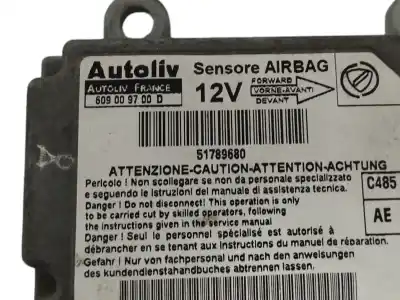 Autoliv
AUTOLIV FRANCE
609 00 97 00 D
Sensore AIRBAG
12V
FORWARD
VORNE-AVANTI
DEVANT
51789680
ATTENZIONE-CAUTION-ATTENTION-ACHTUNG
Pericolo ! Non scollegare se non da personale specializzato
e seguendo le istruzioni del manuale di assistenza tecnica.
Danger ! Do not disconnect! This operation is only
to be carried out by skilled operators, following
the instructions given in the service manual
Danger ! Seul le personnel spécialisé est autorisé à
débrancher en se tenant aux instructions du manuel de réparation.
Gefahr ! Nur von fachpersonal und nach den anweisungen
des kundendienstahandbuches abtrennen lassen.
C485
AE